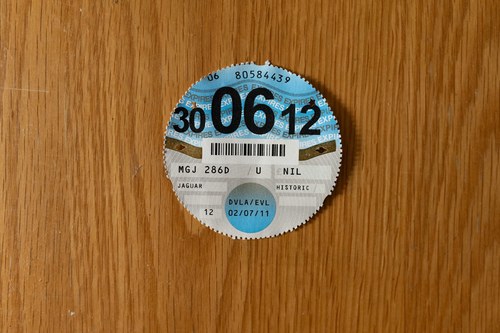 06 80584439
30 06 12
MGJ 286D U NIL
JAGUAR HISTORIC
12 DVLA/EVL
02/07/11